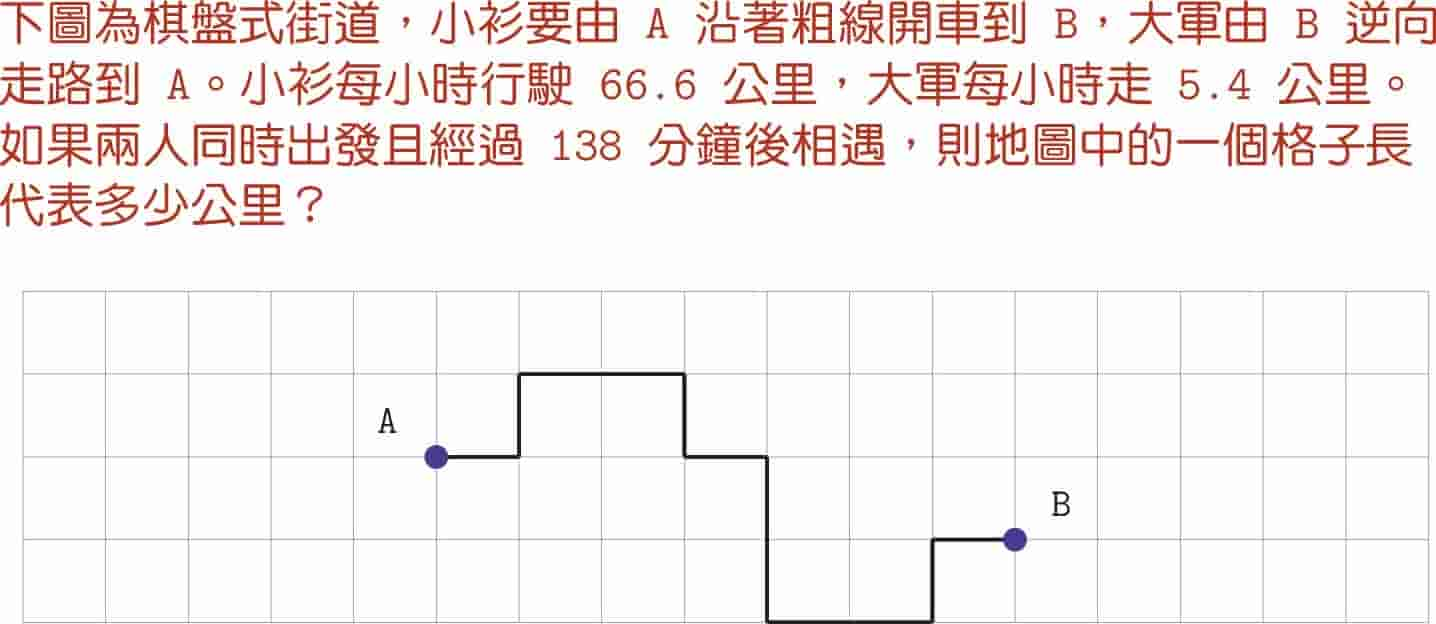 下圖為棋盤式街道，小衫要由 A 沿著粗線開車到 B，大軍由 B 逆向
走路到 A。小衫每小時行駛 66.6 公里，大軍每小時走 5.4 公里。
如果兩人同時出發且經過 138 分鐘後相遇，則地圖中的一個格子長
代表多少公里？
A
B